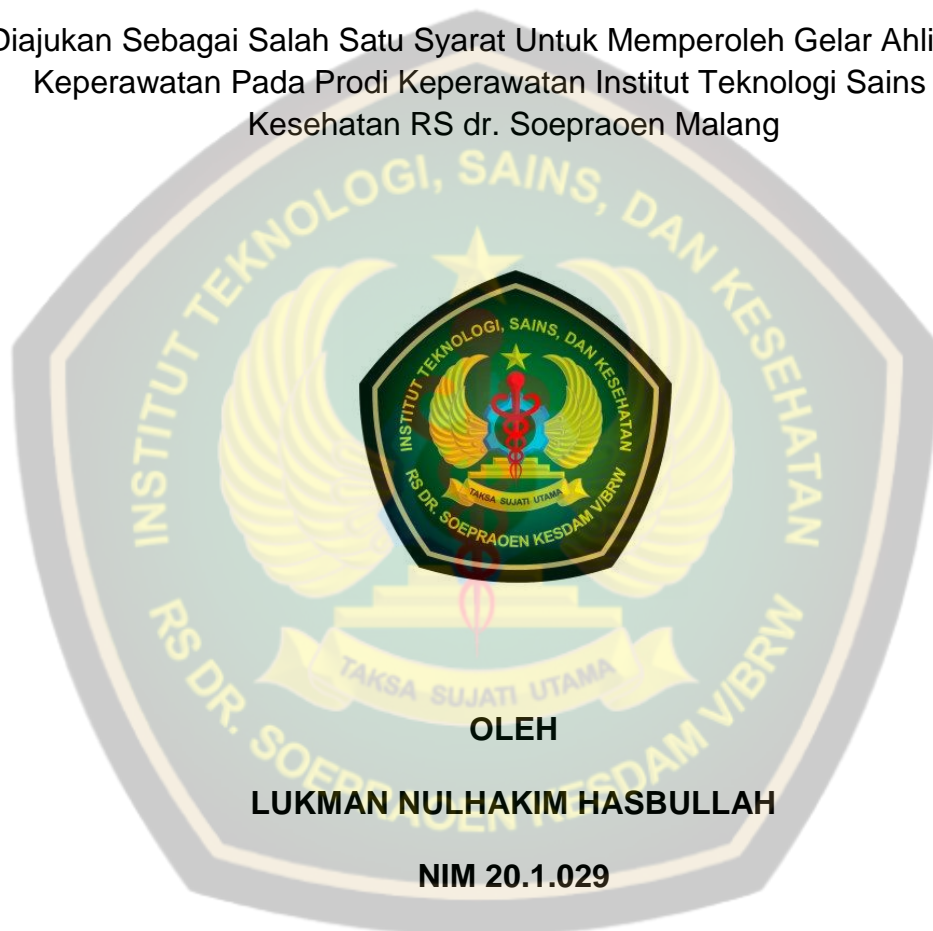 Diajukan Sebagai Salah Satu Syarat Untuk Memperoleh Gelar Ahli
Keperawatan Pada Prodi Keperawatan Institut Teknologi Sains
Kesehatan RS dr. Soepraoen Malang
INSTITUT TEKNOLOGI, SAINS, DAN KESEHATAN
TAKSA SUJATI UTAMA
RS DR. SOEPRAOEN KESDAM V/BRW
INSTITUT TEKNOLOGI, SAINS, DAN KESEHATAN
TAKSA SUJATI UTAMA
RS DR. SOEPRAOEN KESDAM V/BRW
OLEH
LUKMAN NULHAKIM HASBULLAH
NIM 20.1.029